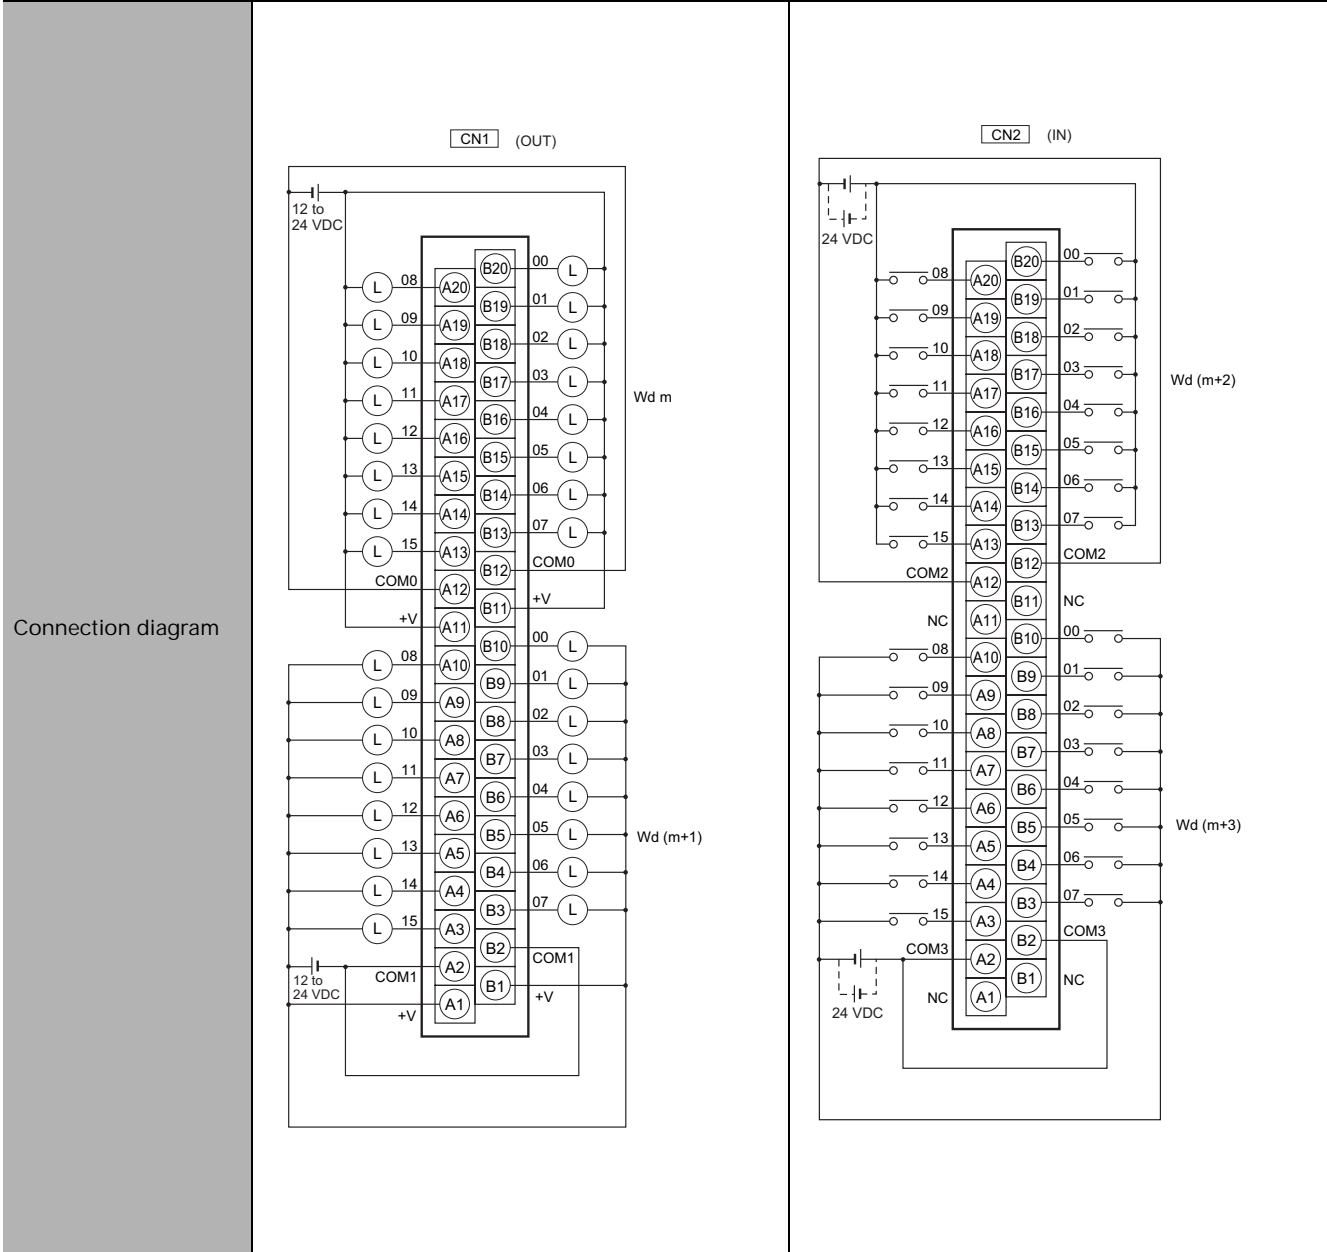 Connection diagram
CN1 (OUT)
12 to
24 VDC
B20 00 L
L 08 A20
B19 01 L
L 09 A19
B18 02 L
L 10 A18
B17 03 L
Wd m
L 11 A17
B16 04 L
L 12 A16
B15 05 L
L 13 A15
B14 06 L
L 14 A14
B13 07 L
L 15 A13
B12 COM0
COM0 A12
B11 +V
+V A11
B10 00 L
L 08 A10
B9 01 L
L 09 A9
B8 02 L
L 10 A8
B7 03 L
L 11 A7
B6 04 L
L 12 A6
B5 05 L
Wd (m+1)
L 13 A5
B4 06 L
L 14 A4
B3 07 L
L 15 A3
B2 COM1
12 to
24 VDC
COM1 A2
B1 +V
+V A1
CN2 (IN)
24 VDC
B20 00
08 A20
B19 01
09 A19
B18 02
10 A18
B17 03
Wd (m+2)
11 A17
B16 04
12 A16
B15 05
13 A15
B14 06
14 A14
B13 07
15 A13
B12 COM2
COM2 A12
B11 NC
NC A11
B10 00
08 A10
B9 01
09 A9
B8 02
10 A8
B7 03
11 A7
B6 04
12 A6
B5 05
Wd (m+3)
13 A5
B4 06
14 A4
B3 07
15 A3
B2 COM3
COM3 A2
B1 NC
NC A1
24 VDC